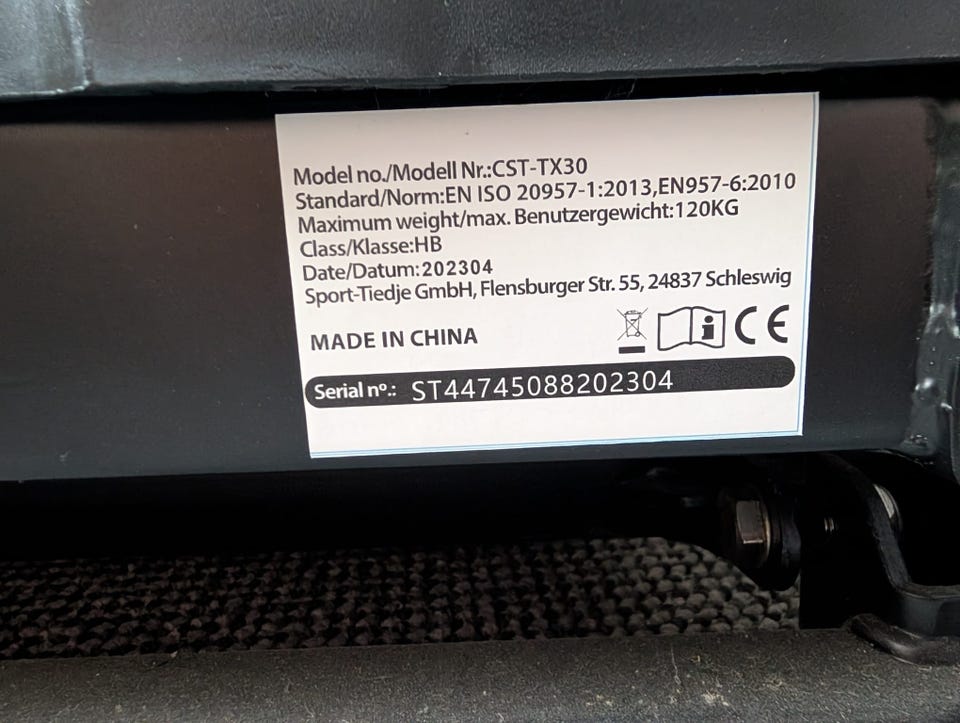 Model no./Modell Nr.:CST-TX30
Standard/Norm:EN ISO 20957-1:2013,EN957-6:2010
Maximum weight/max. Benutzergewicht:120KG
Class/Klasse:HB
Date/Datum:202304
Sport-Tiedje GmbH, Flensburger Str. 55, 24837 Schleswig
MADE IN CHINA
i CE
Serial nº.: ST44745088202304